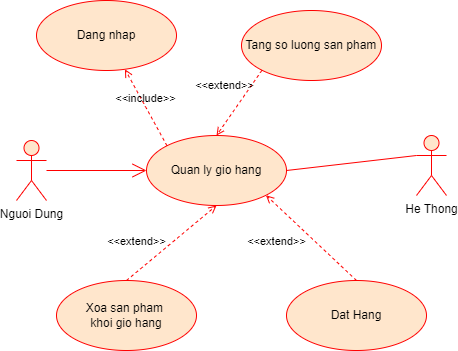 Dang nhap
Tang so luong san pham
<<include>>
<<extend>>
Quan ly gio hang
Nguoi Dung
He Thong
<<extend>>
<<extend>>
Xoa san pham
khoi gio hang
Dat Hang